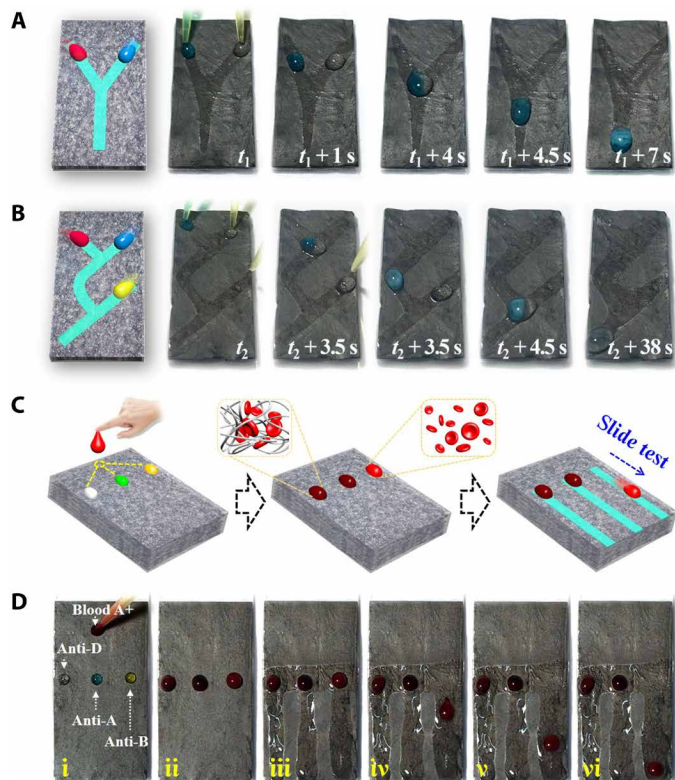 A
t₁
t₁ + 1 s
t₁ + 4 s
t₁ + 4.5 s
t₁ + 7 s
B
t₂
t₂ + 3.5 s
t₂ + 3.5 s
t₂ + 4.5 s
t₂ + 38 s
C
Slide test
D
Blood A+
Anti-D
Anti-A
Anti-B
i
ii
iii
iv
v
vi